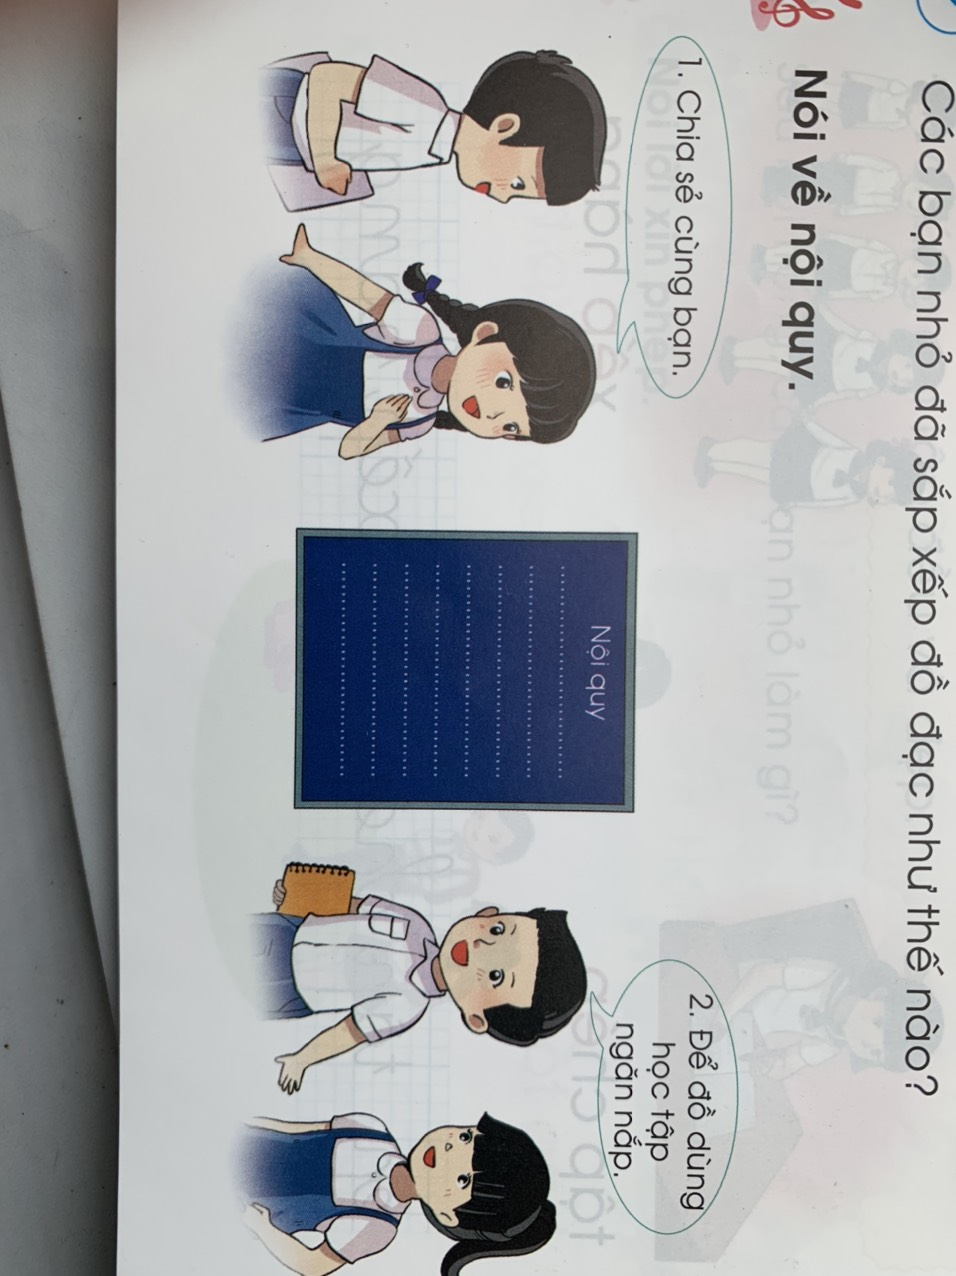 Các bạn nhỏ đã sắp xếp đồ đạc như thế nào?
Nói về nội quy.
1. Chia sẻ cùng bạn.
Nội quy
2. Để đồ dùng
học tập
ngăn nắp.